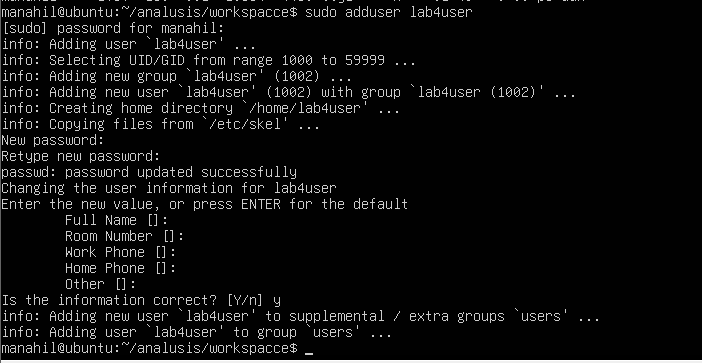 manahil@ubuntu:~/analusis/workspacce$ sudo adduser lab4user
[sudo] password for manahil:
info: Adding user `lab4user' ...
info: Selecting UID/GID from range 1000 to 59999 ...
info: Adding new group `lab4user' (1002) ...
info: Adding new user `lab4user' (1002) with group `lab4user (1002)' ...
info: Creating home directory `/home/lab4user' ...
info: Copying files from `/etc/skel' ...
New password:
Retype new password:
passwd: password updated successfully
Changing the user information for lab4user
Enter the new value, or press ENTER for the default
        Full Name []:
        Room Number []:
        Work Phone []:
        Home Phone []:
        Other []:
Is the information correct? [Y/n] y
info: Adding new user `lab4user' to supplemental / extra groups `users' ...
info: Adding user `lab4user' to group `users' ...
manahil@ubuntu:~/analusis/workspacce$ _